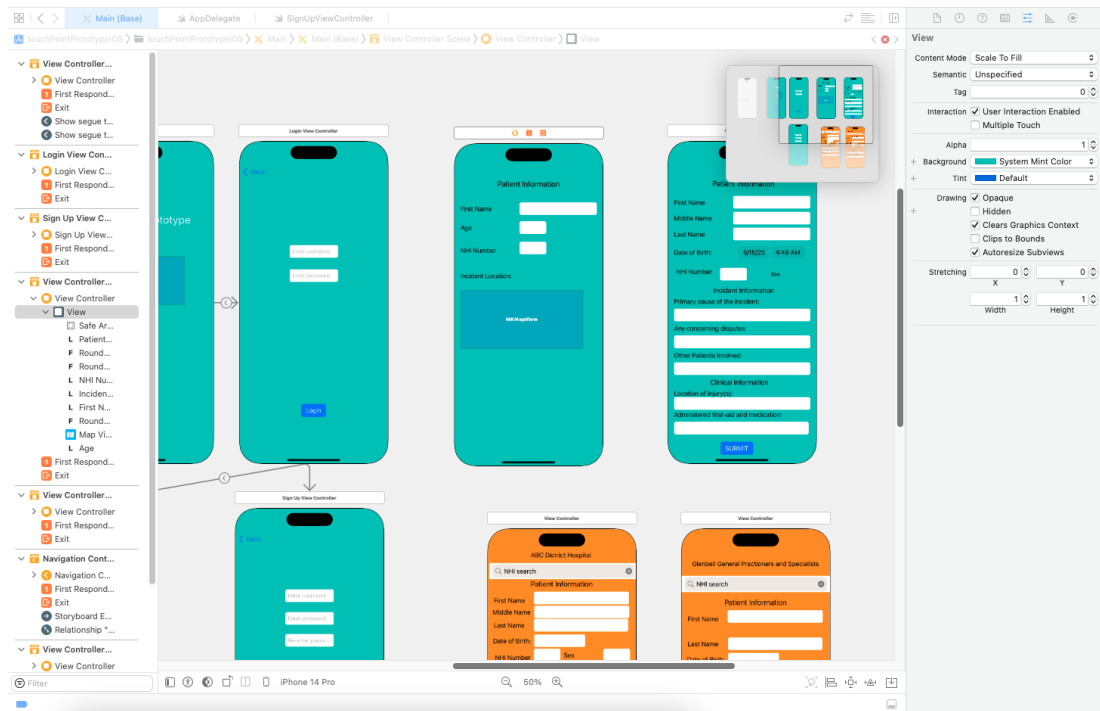 Main (Base)
AppDelegate
SignUpViewController
touchPointPrototypeiOS
touchPointPrototypeiOS
Main
Main (Base)
View Controller Scene
View Controller
View
View Controller...
View Controller
First Respond...
Exit
Show segue t...
Show segue t...
Login View Con...
Login View C...
First Respond...
Exit
Sign Up View C...
Sign Up View...
First Respond...
Exit
View Controller...
View Controller
View
Safe Ar...
L Patient...
F Round...
F Round...
L NHI Nu...
L Inciden...
L First N...
F Round...
Map Vi...
L Age
First Respond...
Exit
View Controller...
View Controller
First Respond...
Exit
Navigation Cont...
Navigation C...
First Respond...
Exit
Storyboard E...
Relationship "...
View Controller...
View Controller
Filter
totype
Login View Controller
Back
Enter username
Enter password
Login
Patient Information
First Name
Age
NHI Number
Incident Location:
MKMapView
Patient Information
First Name
Middle Name
Last Name
Date of Birth:
6/15/23
4:48 AM
NHI Number
Sex
Incident Information
Primary cause of the incident:
Any concerning disputes:
Other Patients Involved:
Clinical Information
Location of injury(s):
Administered first-aid and medication:
SUBMIT
Sign Up View Controller
Back
Enter username
Enter password
Re-enter passw...
View Controller
ABC District Hospital
NHI search
Patient Information
First Name
Middle Name
Last Name
Date of Birth:
NHI Number
Sex
View Controller
Glenbell General Practioners and Specialists
NHI search
Patient Information
First Name
Last Name
Date of Birth:
iPhone 14 Pro
50%
View
Content Mode Scale To Fill
Semantic Unspecified
Tag 0
Interaction User Interaction Enabled
Multiple Touch
Alpha 1
Background System Mint Color
Tint Default
Drawing Opaque
Hidden
Clears Graphics Context
Clips to Bounds
Autoresize Subviews
Stretching 0 0
X Y
1 1
Width Height